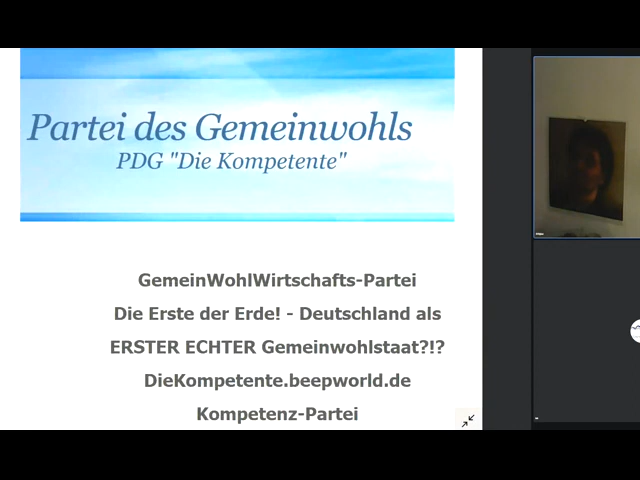 Partei des Gemeinwohls
PDG "Die Kompetente"
GemeinWohlWirtschafts-Partei
Die Erste der Erde! - Deutschland als
ERSTER ECHTER Gemeinwohlstaat?!?
DieKompetente.beepworld.de
Kompetenz-Partei